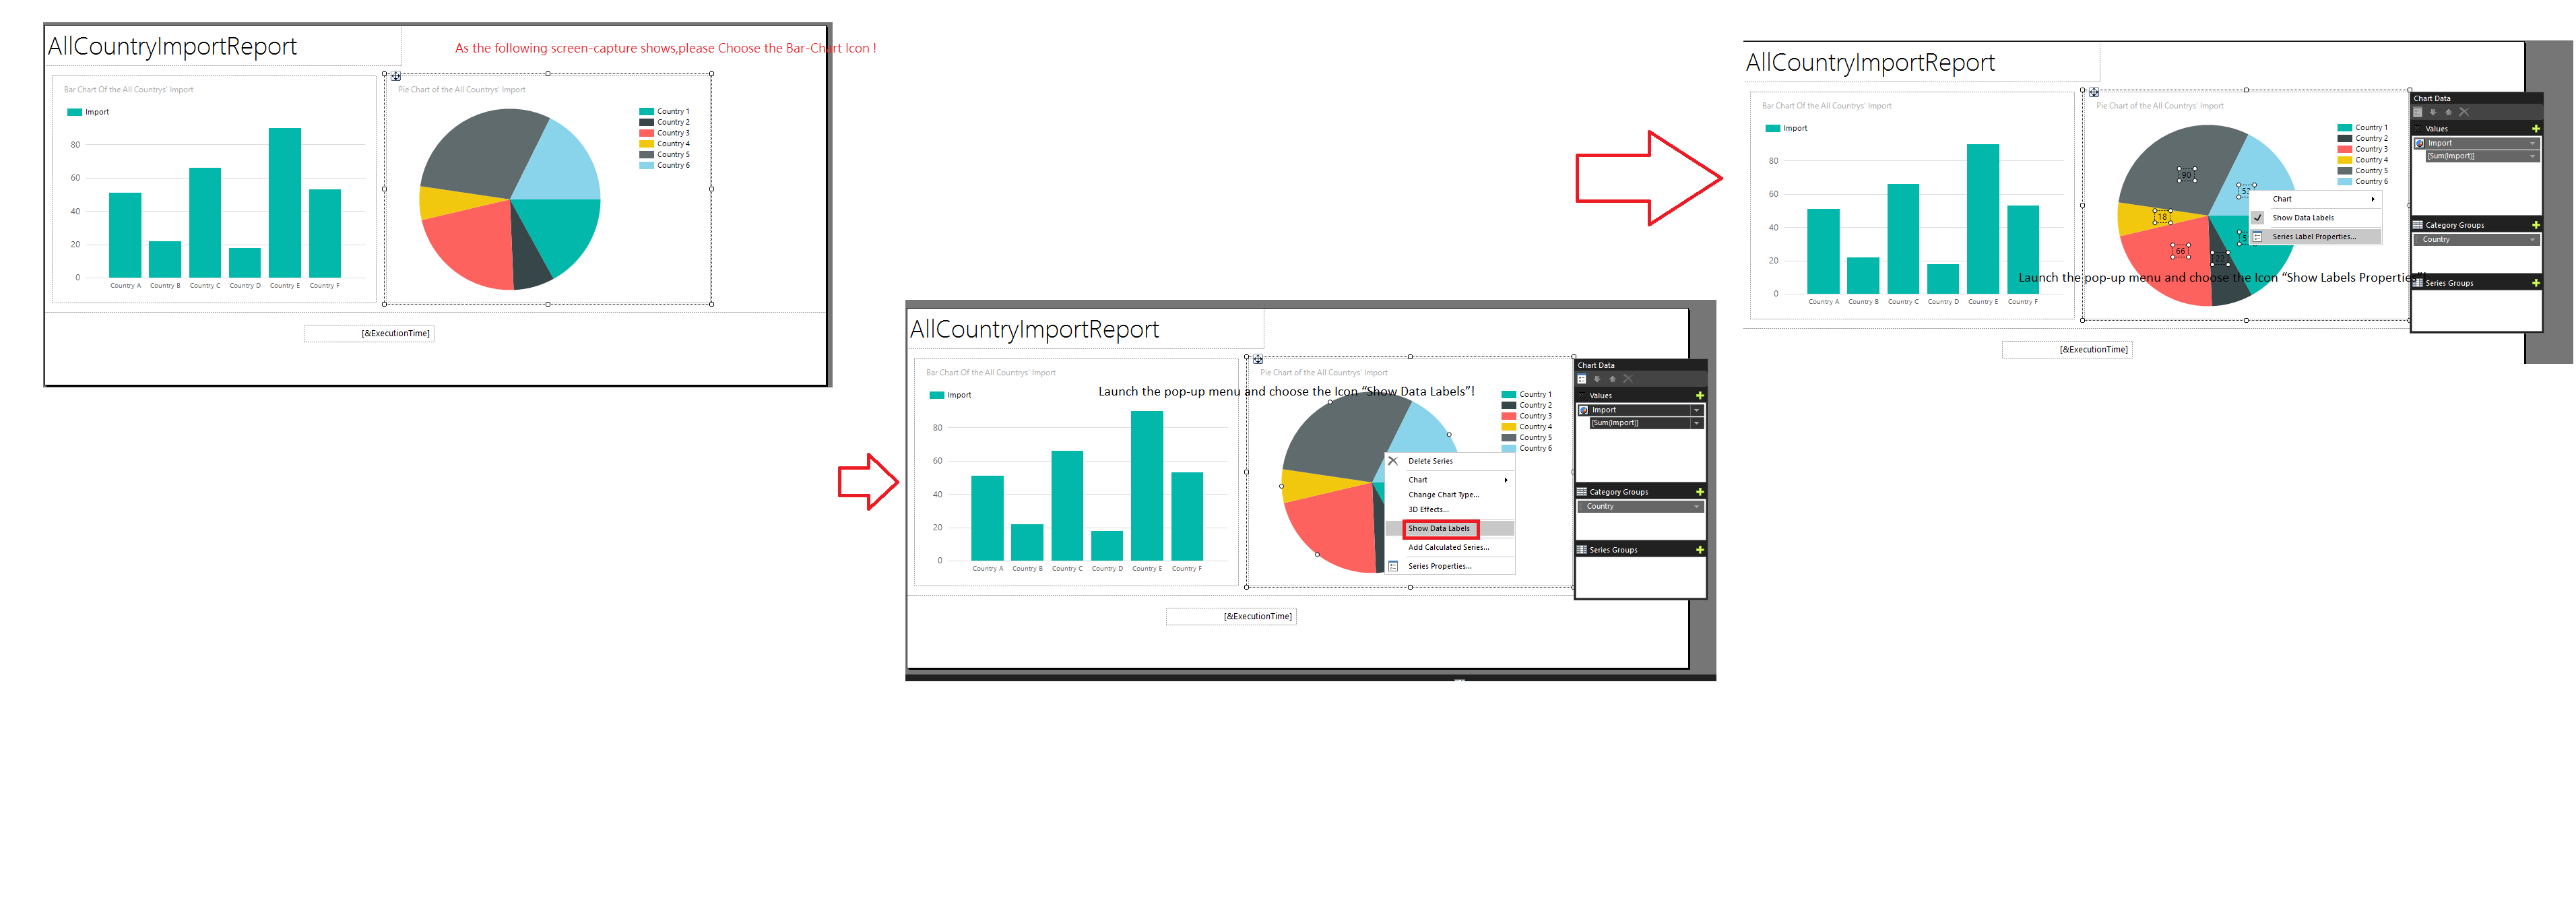 AllCountryImportReport
As the following screen-capture shows,please Choose the Bar-Chart Icon !
Bar Chart Of the All Countrys' Import
Import
80
60
40
20
0
Country A Country B Country C Country D Country E Country F
Pie Chart of the All Countrys' Import
Country 1
Country 2
Country 3
Country 4
Country 5
Country 6
[&ExecutionTime]
AllCountryImportReport
Bar Chart Of the All Countrys' Import
Import
80
60
40
20
0
Country A Country B Country C Country D Country E Country F
Pie Chart of the All Countrys' Import
Launch the pop-up menu and choose the Icon “Show Data Labels”!
Country 1
Country 2
Country 3
Country 4
Country 5
Country 6
Delete Series
Chart
Change Chart Type...
3D Effects...
Show Data Labels
Add Calculated Series...
Series Properties...
Chart Data
Values
Import
[Sum(Import)]
Category Groups
Country
Series Groups
[&ExecutionTime]
AllCountryImportReport
Bar Chart Of the All Countrys' Import
Import
80
60
40
20
0
Country A Country B Country C Country D Country E Country F
Pie Chart of the All Countrys' Import
Country 1
Country 2
Country 3
Country 4
Country 5
Country 6
90
18
66
22
Chart
Show Data Labels
Series Label Properties...
Launch the pop-up menu and choose the Icon “Show Labels Properties”!
Chart Data
Values
Import
[Sum(Import)]
Category Groups
Country
Series Groups
[&ExecutionTime]